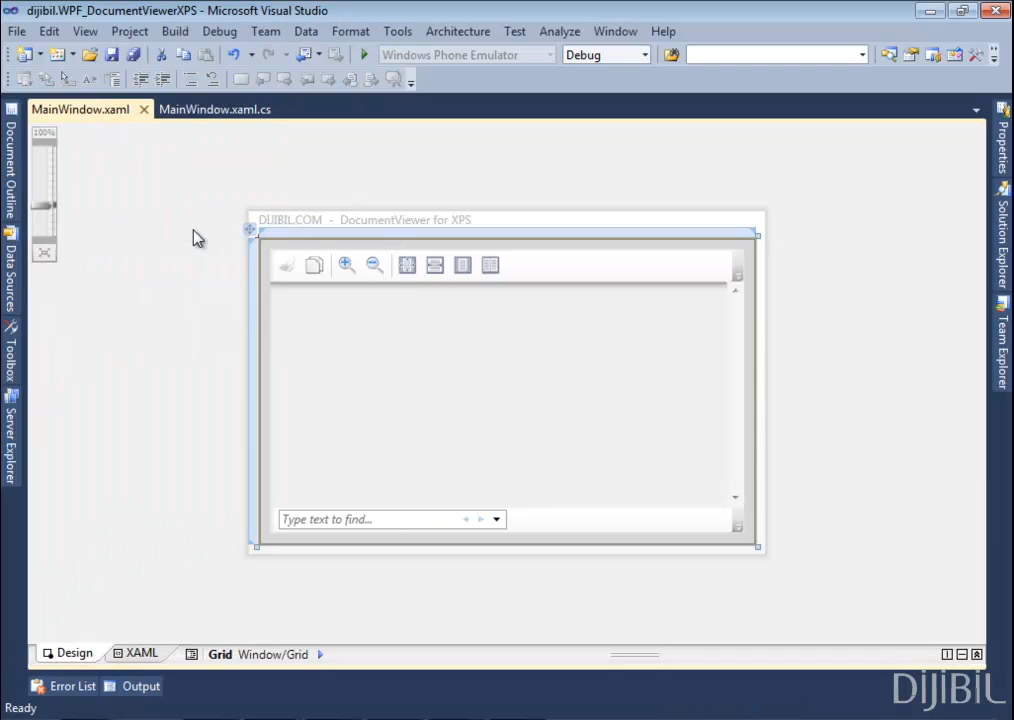 dijibil.WPF_DocumentViewerXPS - Microsoft Visual Studio
File Edit View Project Build Debug Team Data Format Tools Architecture Test Analyze Window Help
Windows Phone Emulator Debug
MainWindow.xaml MainWindow.xaml.cs
100%
Document Outline
Data Sources
Toolbox
Server Explorer
DIJIBIL.COM - DocumentViewer for XPS
Type text to find...
Properties
Solution Explorer
Team Explorer
Design XAML Grid Window/Grid
Error List Output
Ready
DiJiBiL